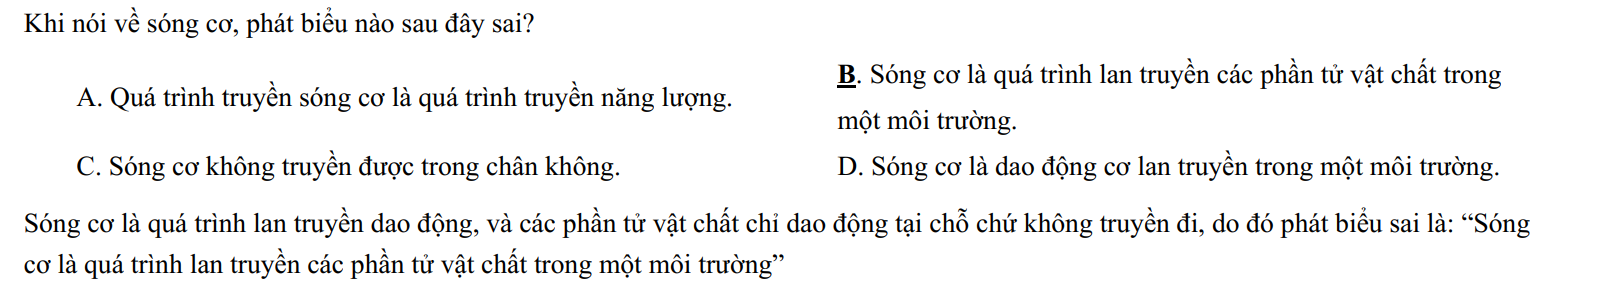 Khi nói về sóng cơ, phát biểu nào sau đây sai?
A. Quá trình truyền sóng cơ là quá trình truyền năng lượng.
B. Sóng cơ là quá trình lan truyền các phần tử vật chất trong
một môi trường.
C. Sóng cơ không truyền được trong chân không.
D. Sóng cơ là dao động cơ lan truyền trong một môi trường.
Sóng cơ là quá trình lan truyền dao động, và các phần tử vật chất chỉ dao động tại chỗ chứ không truyền đi, do đó phát biểu sai là: “Sóng
cơ là quá trình lan truyền các phần tử vật chất trong một môi trường”